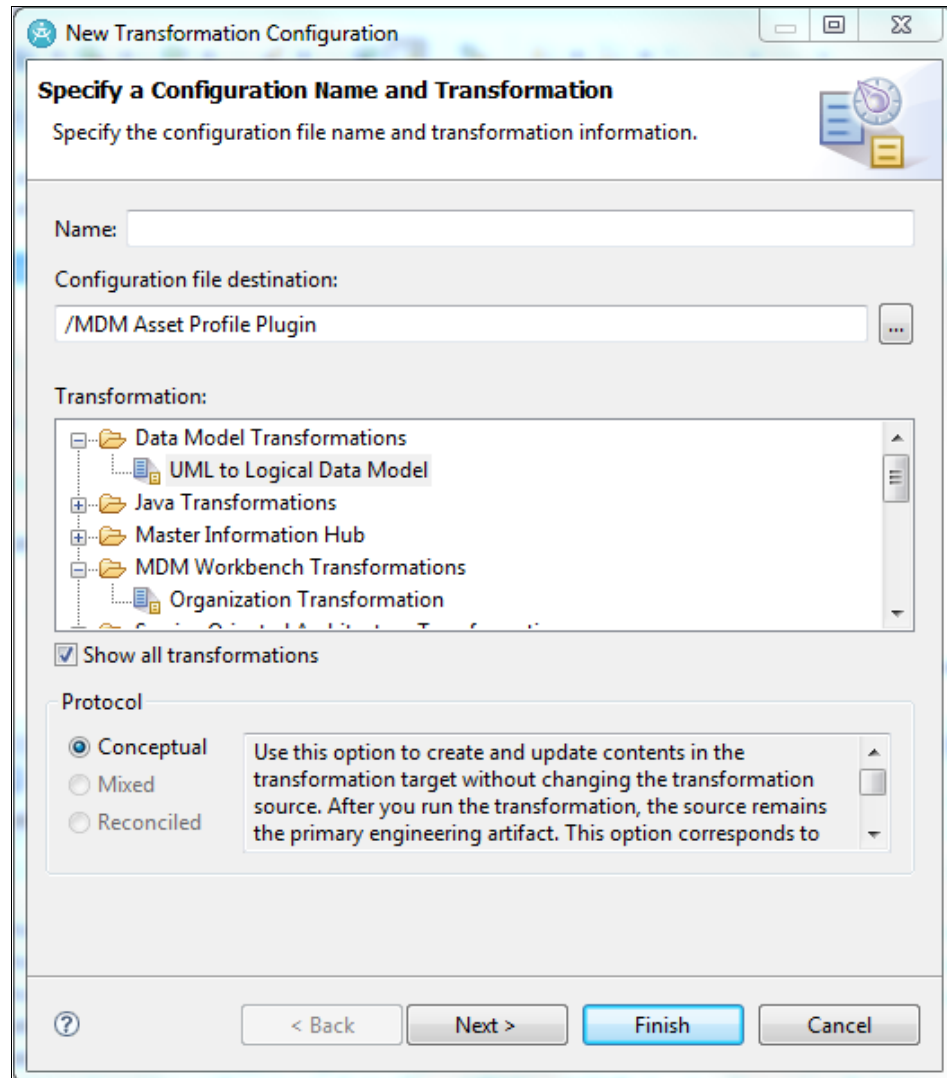 New Transformation Configuration
Specify a Configuration Name and Transformation
Specify the configuration file name and transformation information.
Name:
Configuration file destination:
/MDM Asset Profile Plugin
...
Transformation:
Data Model Transformations
UML to Logical Data Model
Java Transformations
Master Information Hub
MDM Workbench Transformations
Organization Transformation
Show all transformations
Protocol
Conceptual
Mixed
Reconciled
Use this option to create and update contents in the
transformation target without changing the transformation
source. After you run the transformation, the source remains
the primary engineering artifact. This option corresponds to
?
< Back
Next >
Finish
Cancel